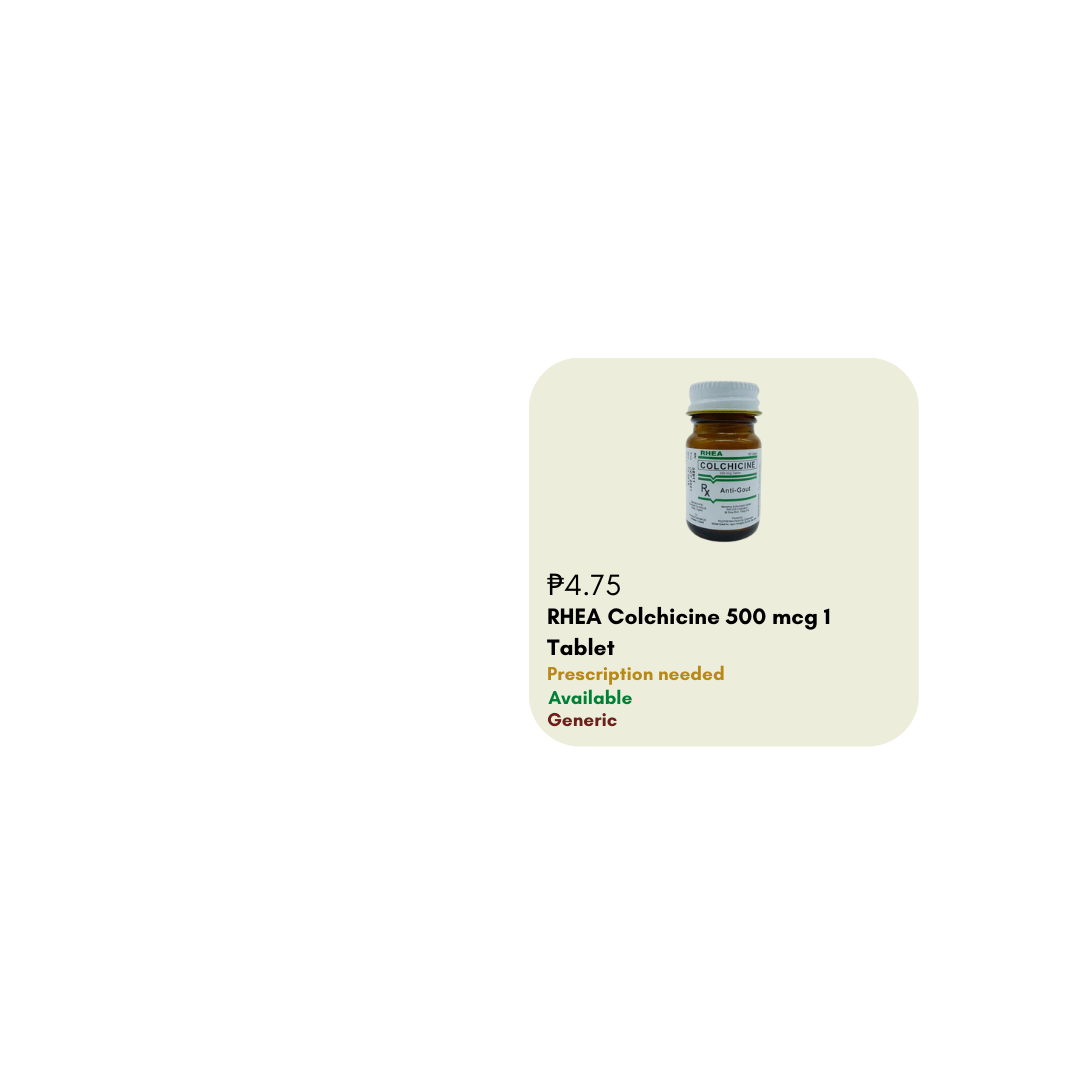 RHEA
COLCHICINE
Rx Anti-Gout
₱4.75
RHEA Colchicine 500 mcg 1
Tablet
Prescription needed
Available
Generic